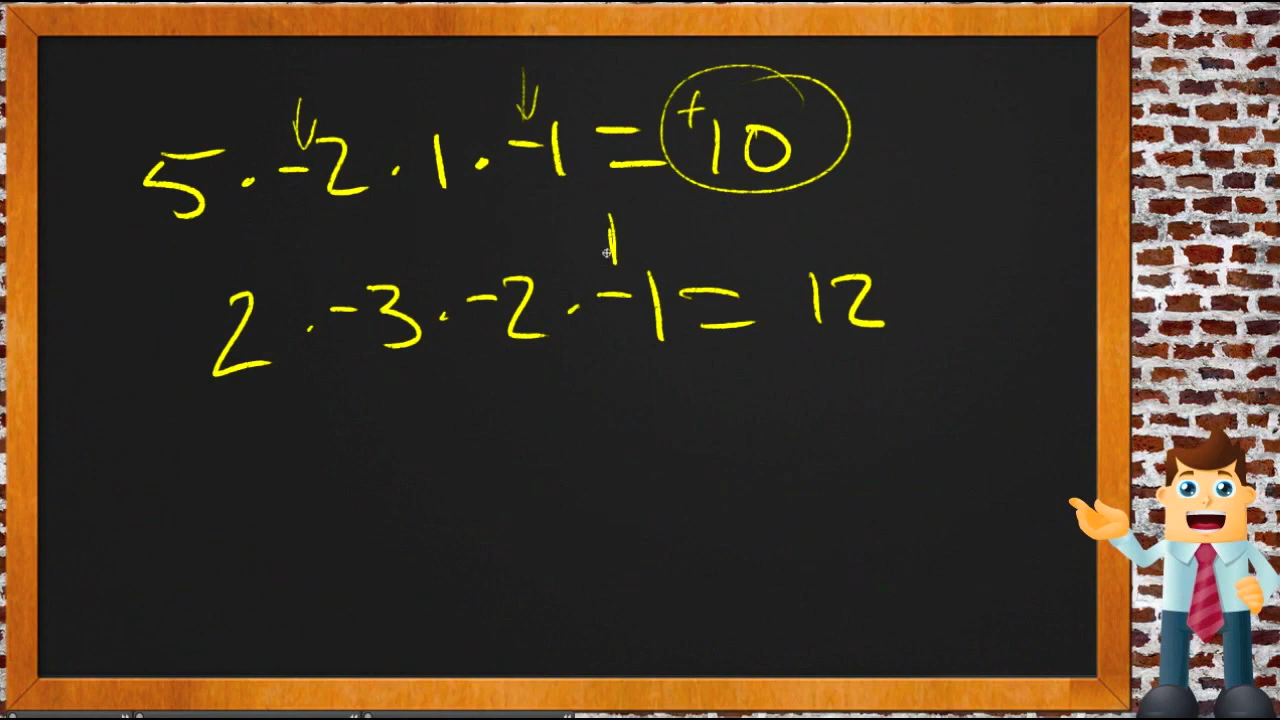 5 · -2 · 1 · -1 = +10
2 · -3 · -2 · -1 = 12